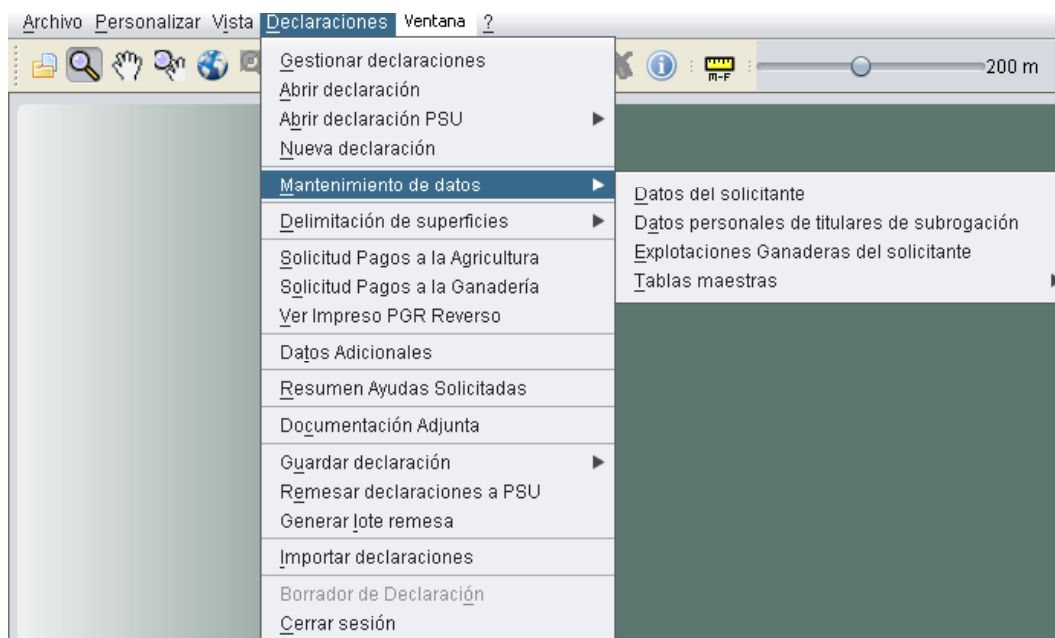 Archivo Personalizar Vista Declaraciones Ventana ?
200 m
m-F
Gestionar declaraciones
Abrir declaración
Abrir declaración PSU
Nueva declaración
Mantenimiento de datos
Delimitación de superficies
Solicitud Pagos a la Agricultura
Solicitud Pagos a la Ganadería
Ver Impreso PGR Reverso
Datos Adicionales
Resumen Ayudas Solicitadas
Documentación Adjunta
Guardar declaración
Remesar declaraciones a PSU
Generar lote remesa
Importar declaraciones
Borrador de Declaración
Cerrar sesión
Datos del solicitante
Datos personales de titulares de subrogación
Explotaciones Ganaderas del solicitante
Tablas maestras